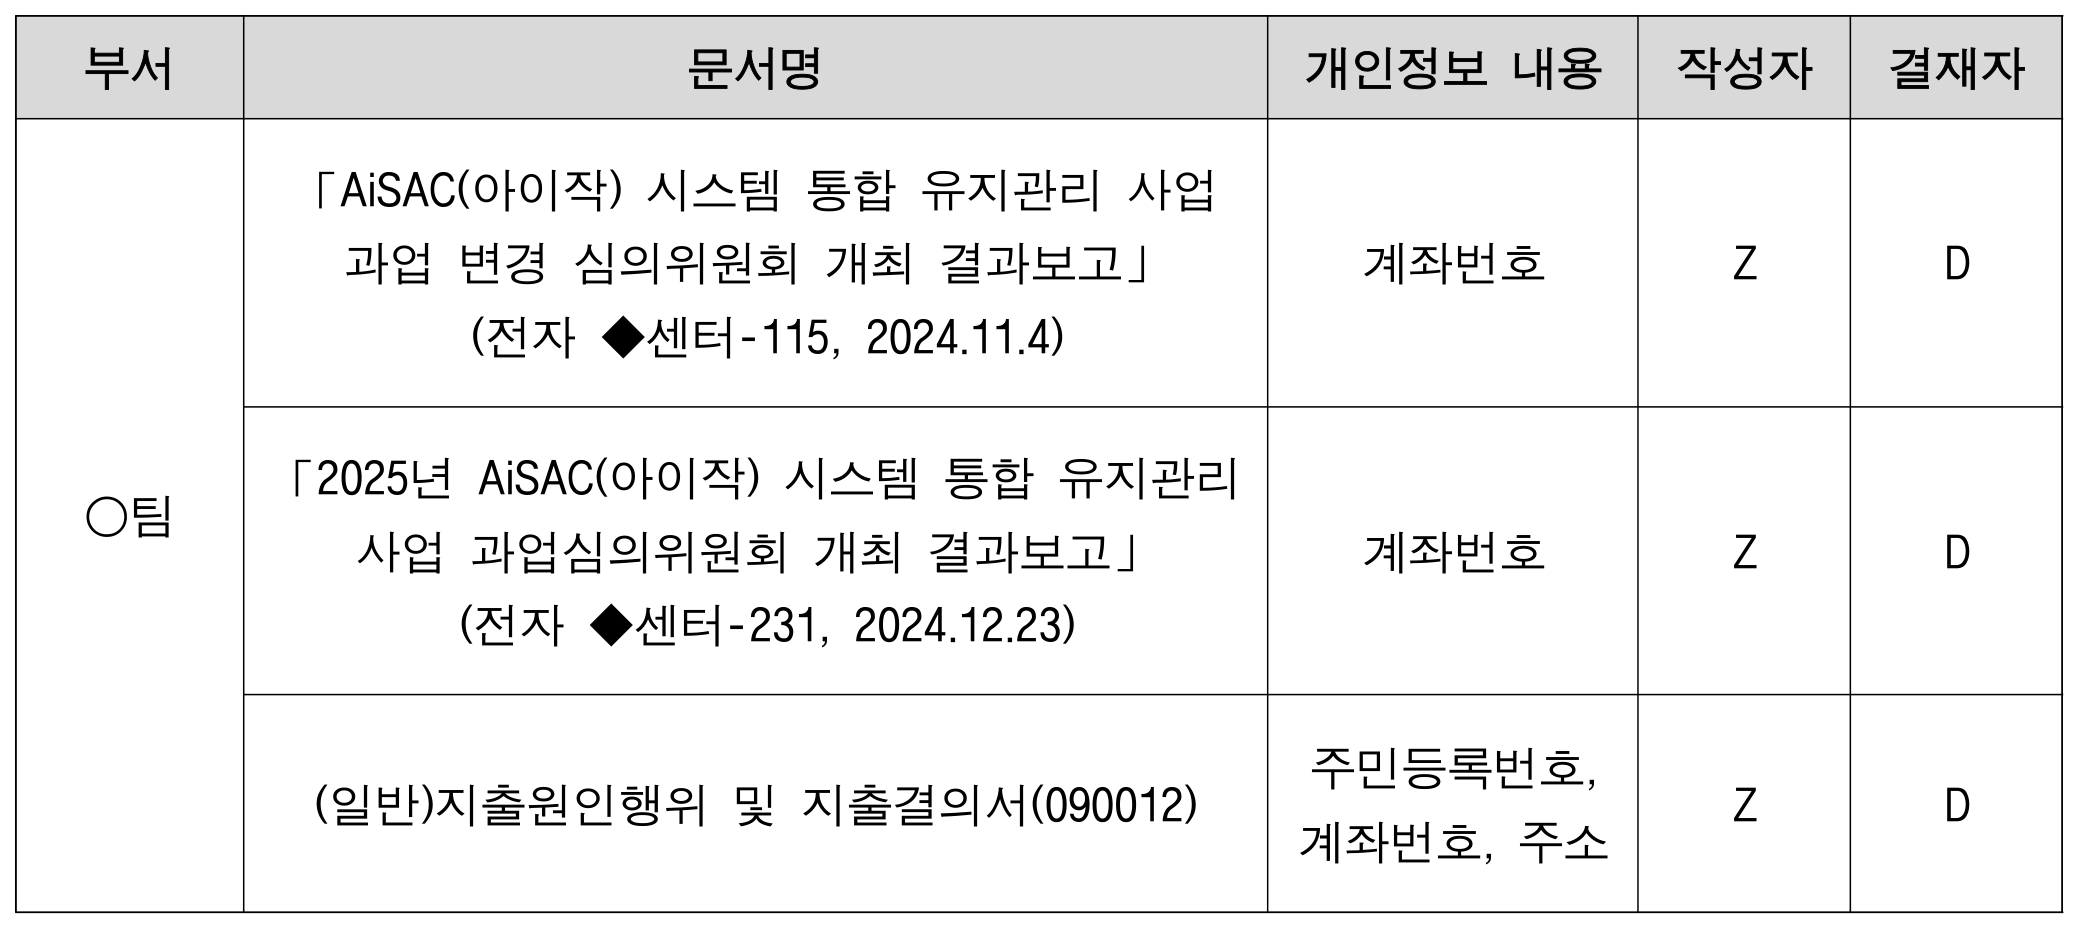 부서 문서명 개인정보 내용 작성자 결재자
「AiSAC(아이작) 시스템 통합 유지관리 사업
과업 변경 심의위원회 개최 결과보고」
(전자 ◆센터-115, 2024.11.4)
계좌번호 Z D
○팀
「2025년 AiSAC(아이작) 시스템 통합 유지관리
사업 과업심의위원회 개최 결과보고」
(전자 ◆센터-231, 2024.12.23)
계좌번호 Z D
(일반)지출원인행위 및 지출결의서(090012)
주민등록번호,
계좌번호, 주소
Z D